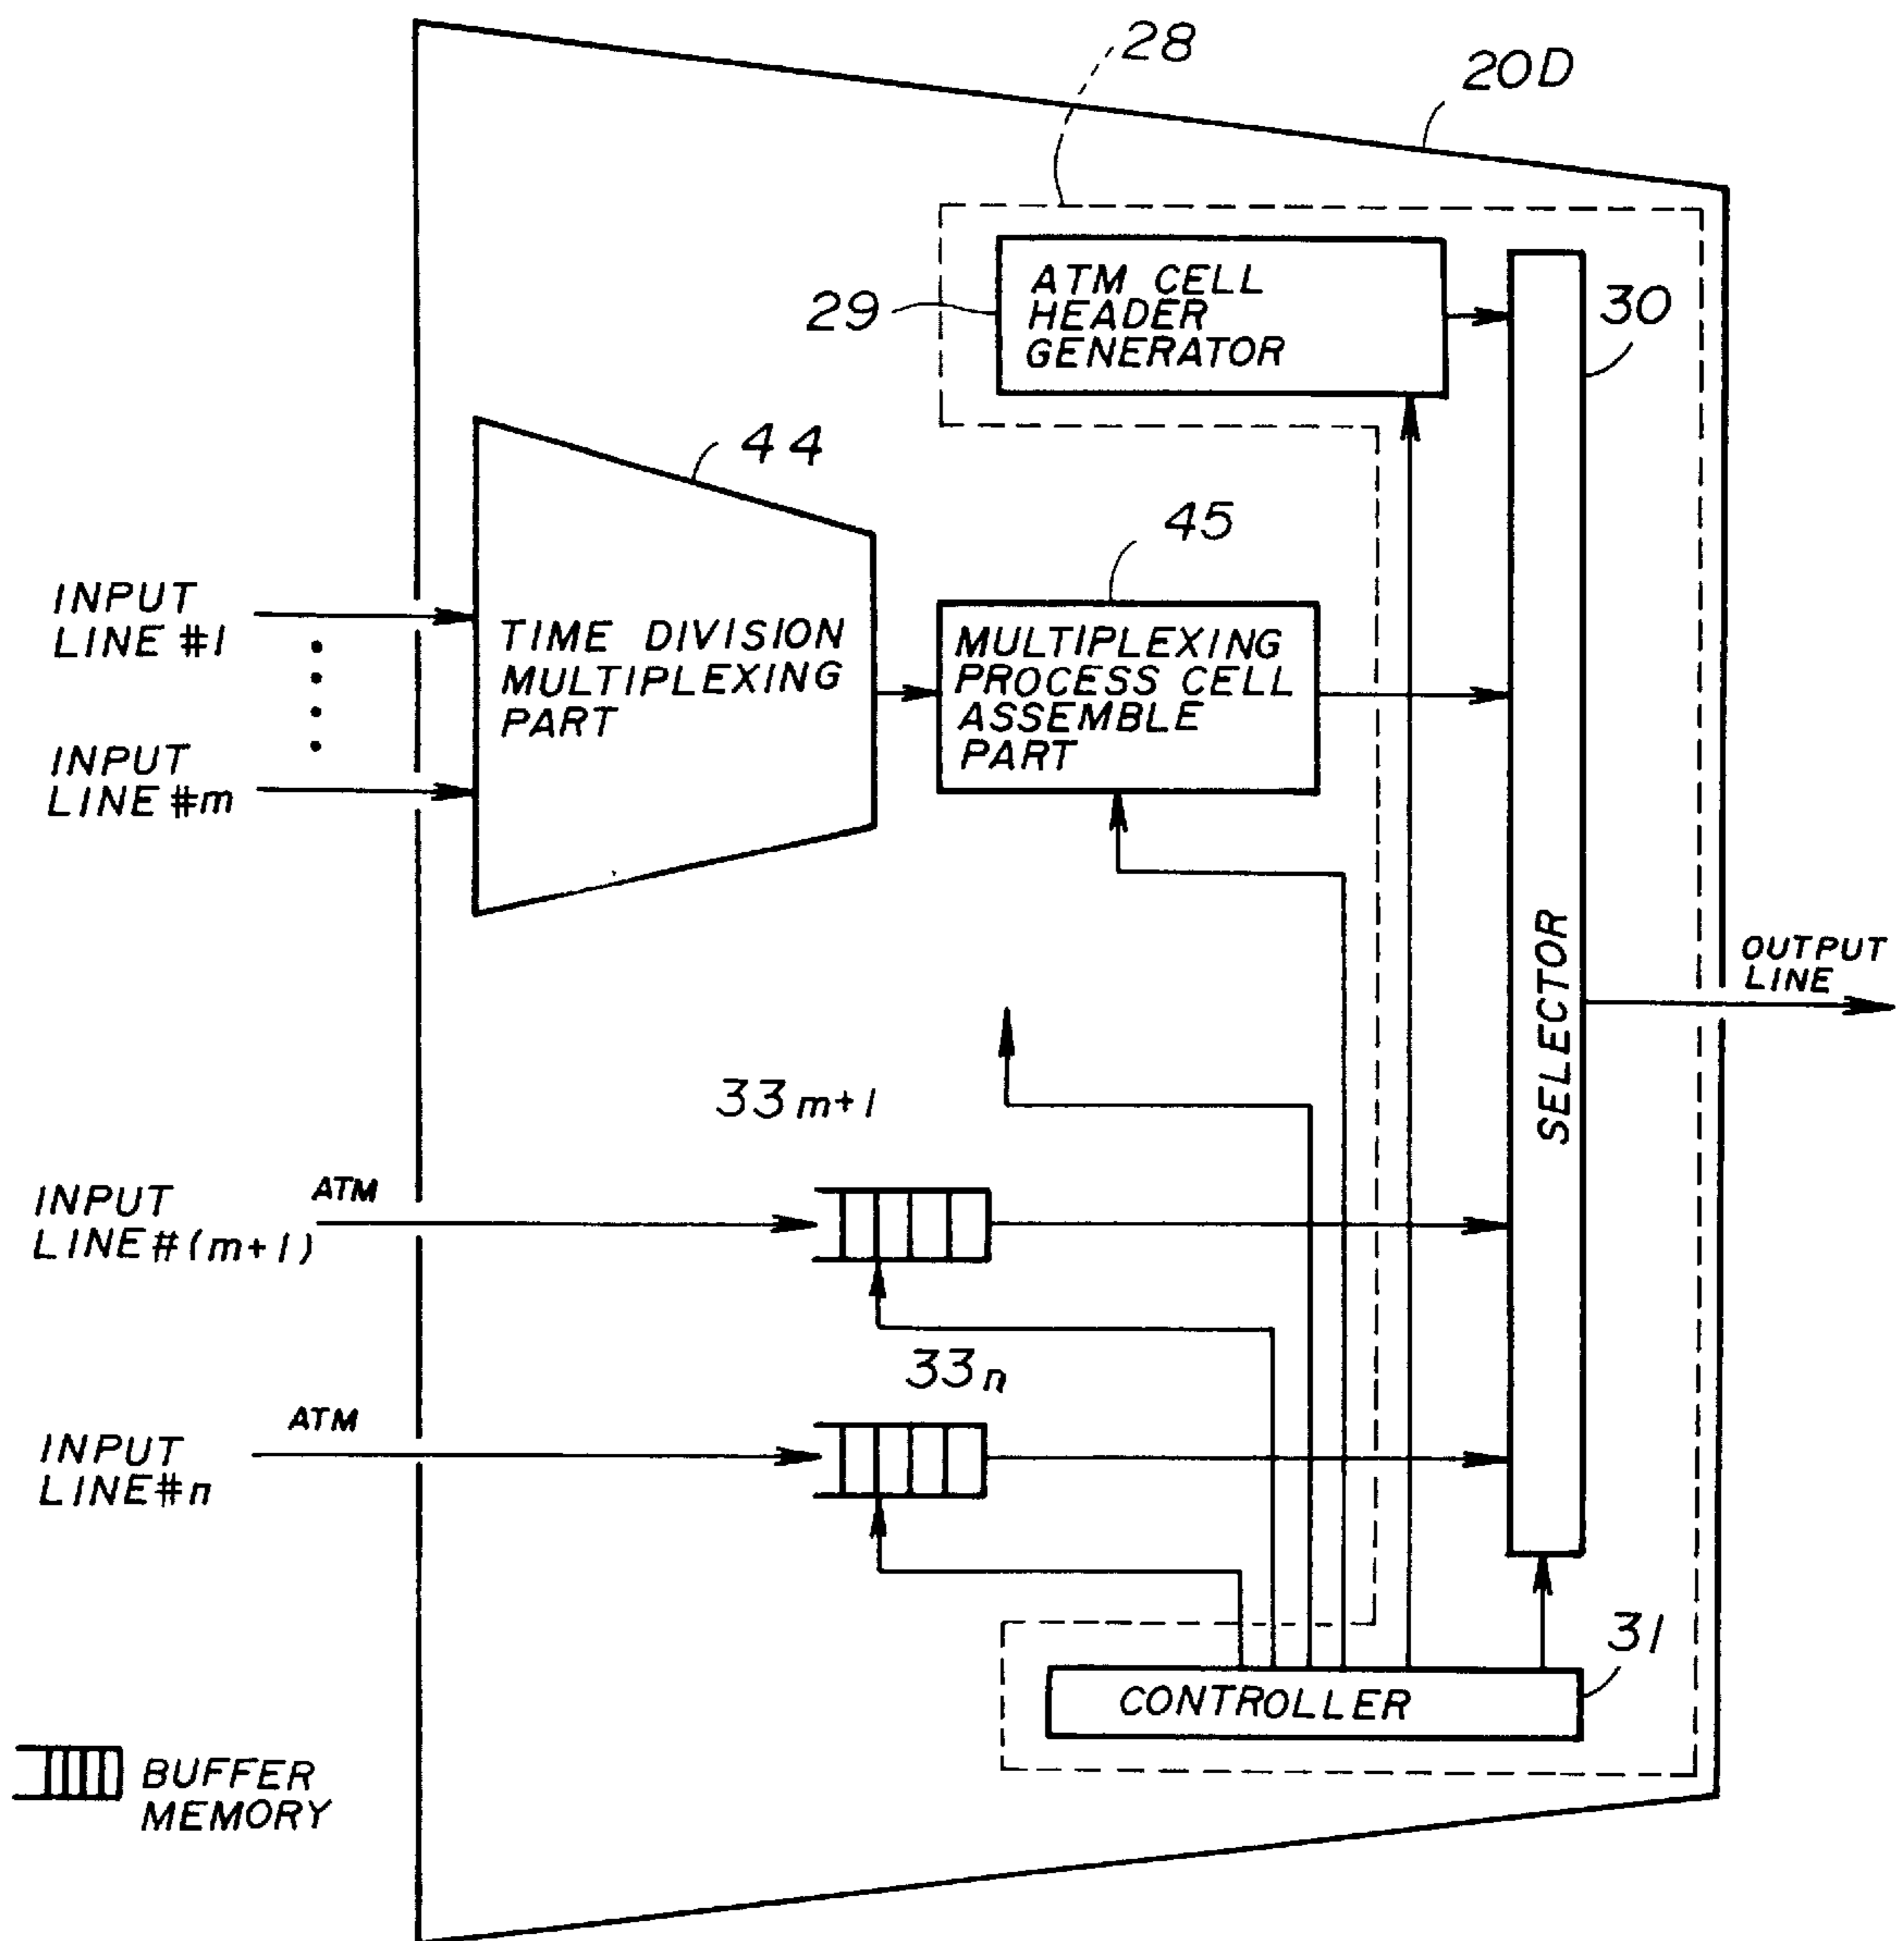 28
20D
ATM CELL
HEADER
GENERATOR
29
30
44
45
INPUT
LINE #1
TIME DIVISION
MULTIPLEXING
PART
MULTIPLEXING
PROCESS CELL
ASSEMBLE
PART
INPUT
LINE #m
SELECTOR
OUTPUT
LINE
33m+1
INPUT
LINE#(m+1)
ATM
33n
INPUT
LINE#n
ATM
31
CONTROLLER
BUFFER
MEMORY